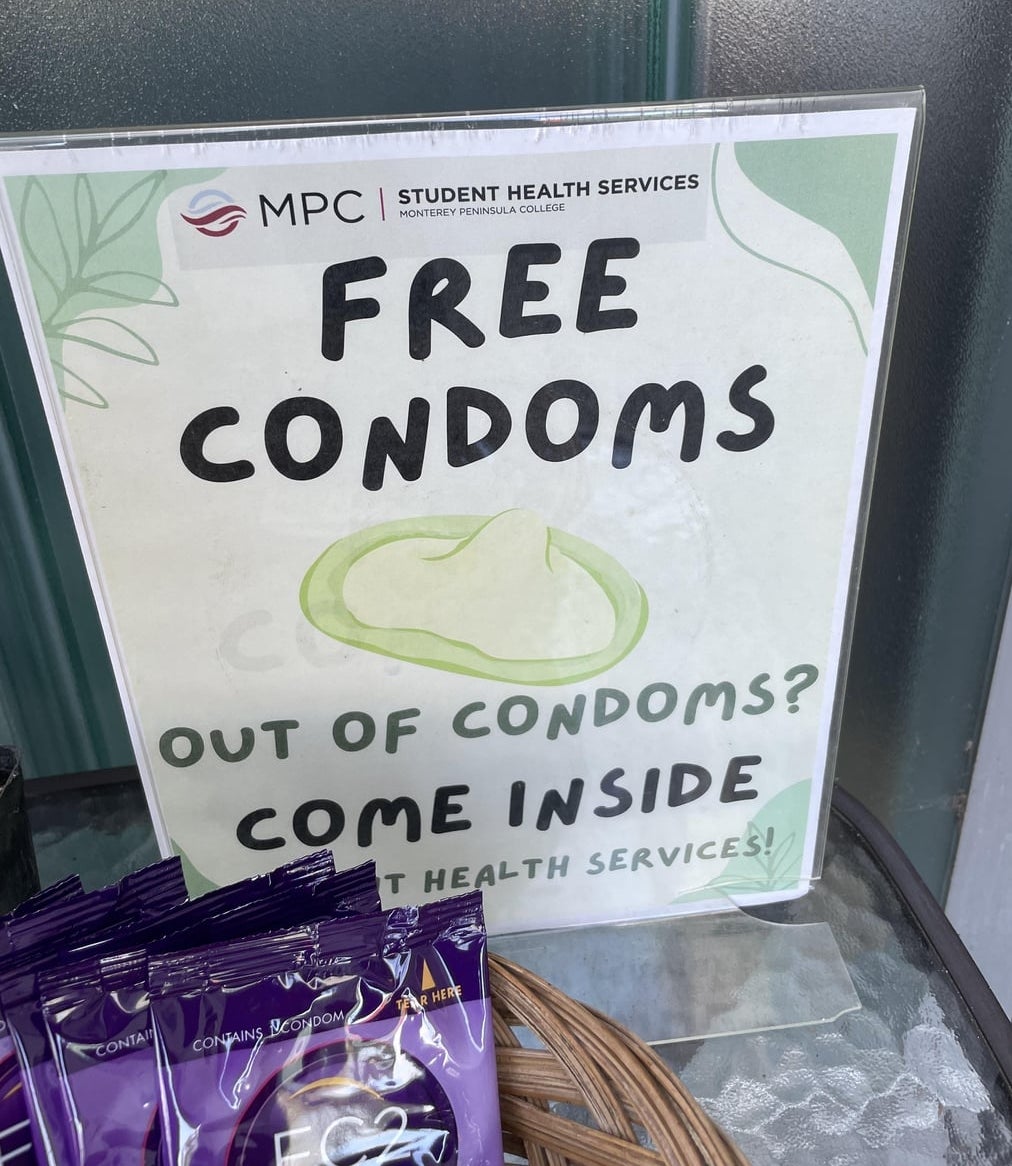 MPC | STUDENT HEALTH SERVICES
MONTEREY PENINSULA COLLEGE
FREE
CONDOMS
OUT OF CONDOMS?
COME INSIDE
HEALTH SERVICES!
TEAR HERE
CONTAINS 1 CONDOM
FC2